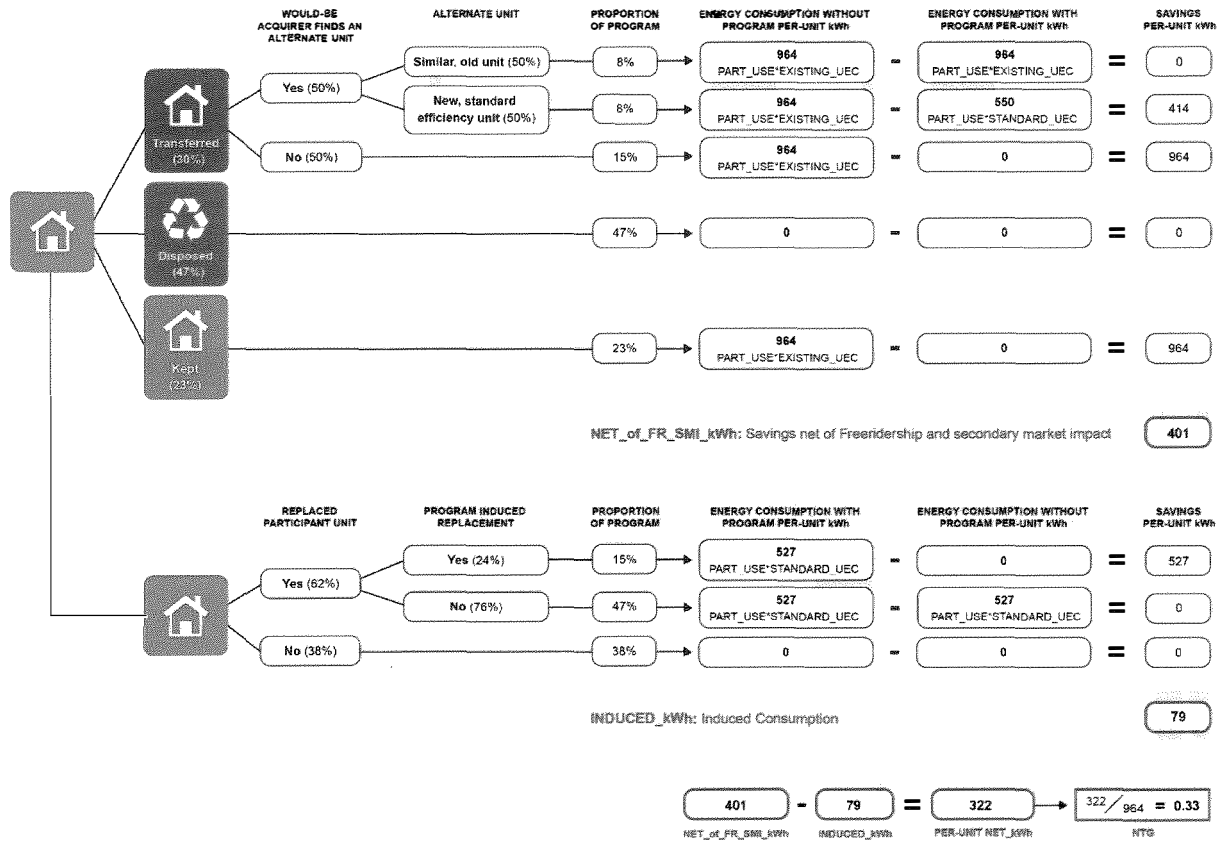 WOULD-BE
ACQUIRER FINDS AN
ALTERNATE UNIT
ALTERNATE UNIT
PROPORTION
OF PROGRAM
ENERGY CONSUMPTION WITHOUT
PROGRAM PER-UNIT kWh
ENERGY CONSUMPTION WITH
PROGRAM PER-UNIT kWh
SAVINGS
PER-UNIT kWh
Transferred
(30%)
Yes (50%)
Similar, old unit (50%)
8%
964
PART_USE*EXISTING_UEC
-
964
PART_USE*EXISTING_UEC
=
0
New, standard
efficiency unit (50%)
8%
964
PART_USE*EXISTING_UEC
-
550
PART_USE*STANDARD_UEC
=
414
No (50%)
15%
964
PART_USE*EXISTING_UEC
-
0
=
964
Disposed
(47%)
47%
0
-
0
=
0
Kept
(23%)
23%
964
PART_USE*EXISTING_UEC
-
0
=
964
NET_of_FR_SMI_kWh: Savings net of Freeridership and secondary market impact
401
REPLACED
PARTICIPANT UNIT
PROGRAM INDUCED
REPLACEMENT
PROPORTION
OF PROGRAM
ENERGY CONSUMPTION WITH
PROGRAM PER-UNIT kWh
ENERGY CONSUMPTION WITHOUT
PROGRAM PER-UNIT kWh
SAVINGS
PER-UNIT kWh
Yes (62%)
Yes (24%)
15%
527
PART_USE*STANDARD_UEC
-
0
=
527
No (76%)
47%
527
PART_USE*STANDARD_UEC
-
527
PART_USE*STANDARD_UEC
=
0
No (38%)
38%
0
-
0
=
0
INDUCED_kWh: Induced Consumption
79
401 - 79 = 322 322/964 = 0.33
NET_of_FR_SMI_kWh INDUCED_kWh PER-UNIT NET_kWh NTG